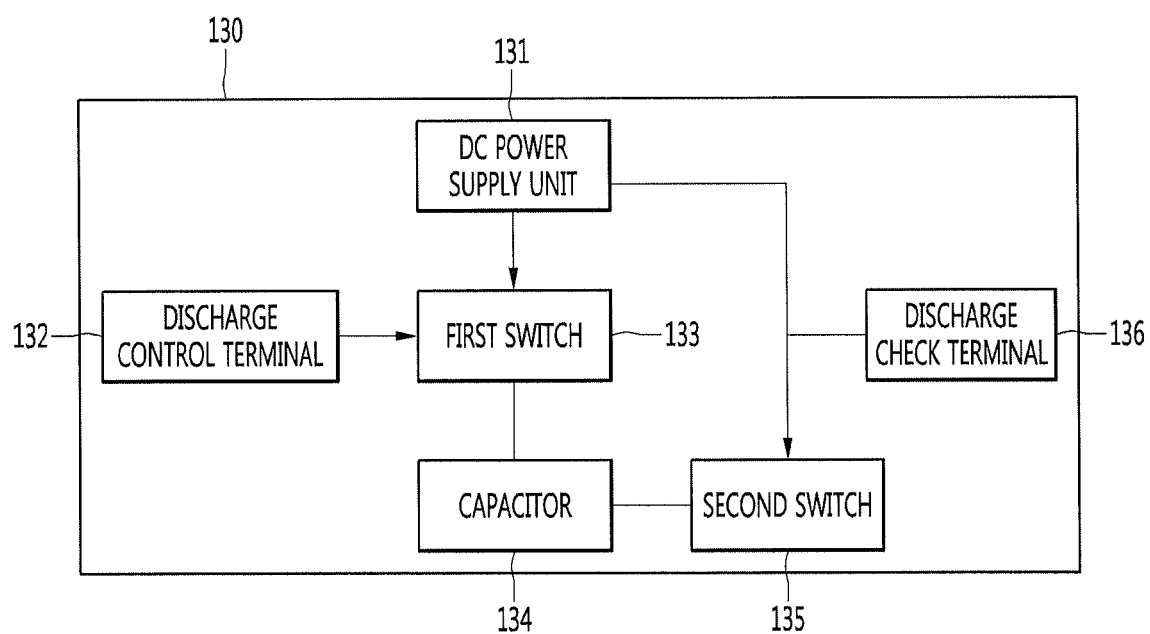 130
131
DC POWER
SUPPLY UNIT
132
DISCHARGE
CONTROL TERMINAL
FIRST SWITCH
133
DISCHARGE
CHECK TERMINAL
136
CAPACITOR
SECOND SWITCH
134
135